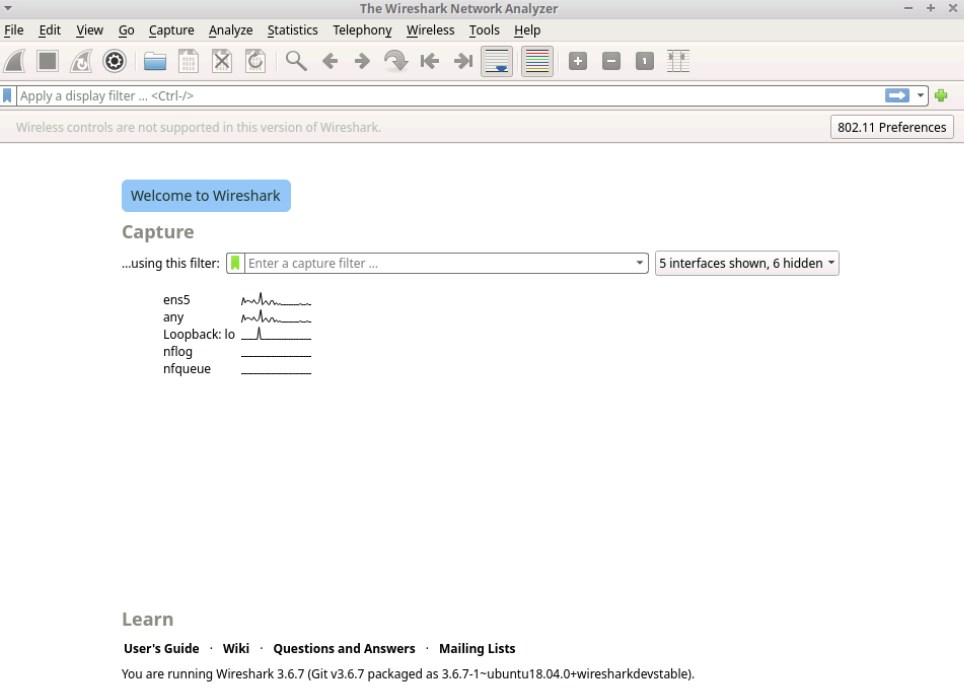 The Wireshark Network Analyzer
File Edit View Go Capture Analyze Statistics Telephony Wireless Tools Help
1
Apply a display filter ... <Ctrl-/>
Wireless controls are not supported in this version of Wireshark. 802.11 Preferences
Welcome to Wireshark
Capture
...using this filter: Enter a capture filter ... 5 interfaces shown, 6 hidden
ens5
any
Loopback: lo
nflog
nfqueue
Learn
User's Guide · Wiki · Questions and Answers · Mailing Lists
You are running Wireshark 3.6.7 (Git v3.6.7 packaged as 3.6.7-1~ubuntu18.04.0+wiresharkdevstable).